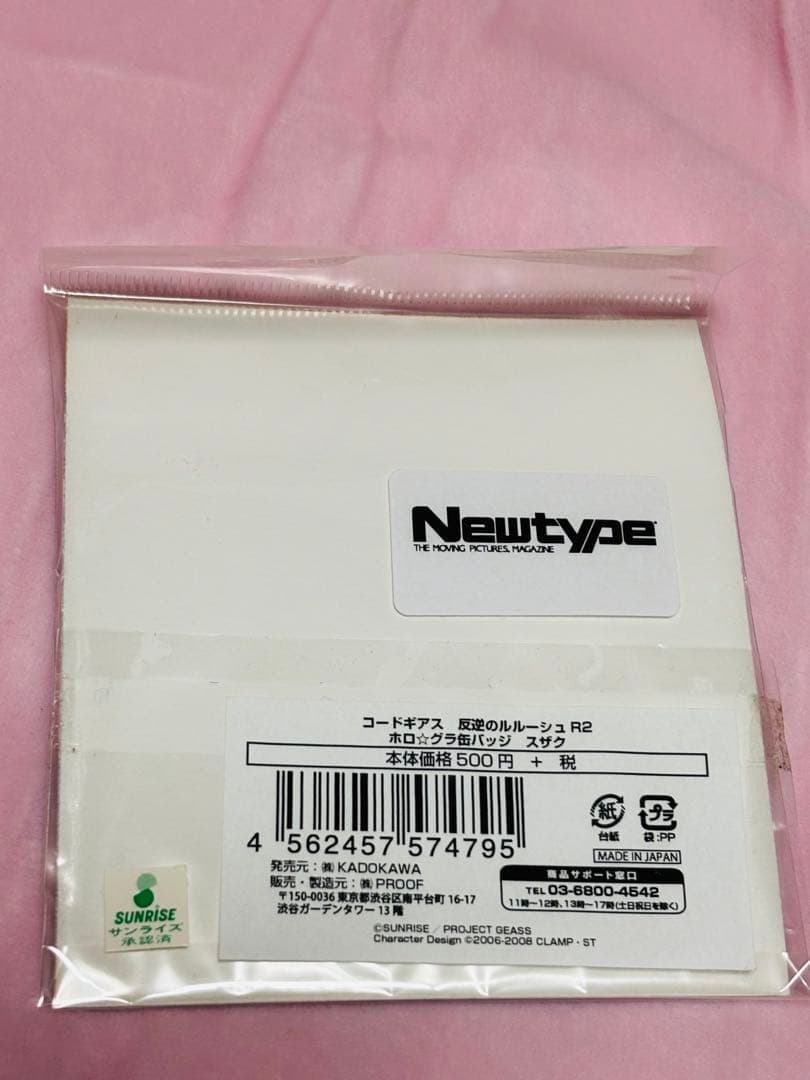 Newtype
THE MOVING PICTURES, MAGAZINE
コードギアス 反逆のルルーシュR2
ホロ☆グラ缶バッジ スザク
本体価格500円 + 税
4 562457 574795
紙
台紙
プラ
袋:PP
MADE IN JAPAN
発売元:㈱KADOKAWA
販売・製造元:㈱PROOF
〒150-0036 東京都渋谷区南平台町16-17
渋谷ガーデンタワー13階
商品サポート窓口
TEL 03-6800-4542
11時~12時、13時~17時(土日祝日を除く)
©SUNRISE/PROJECT GEASS
Character Design ©2006-2008 CLAMP・ST
SUNRISE
サンライズ
承認済